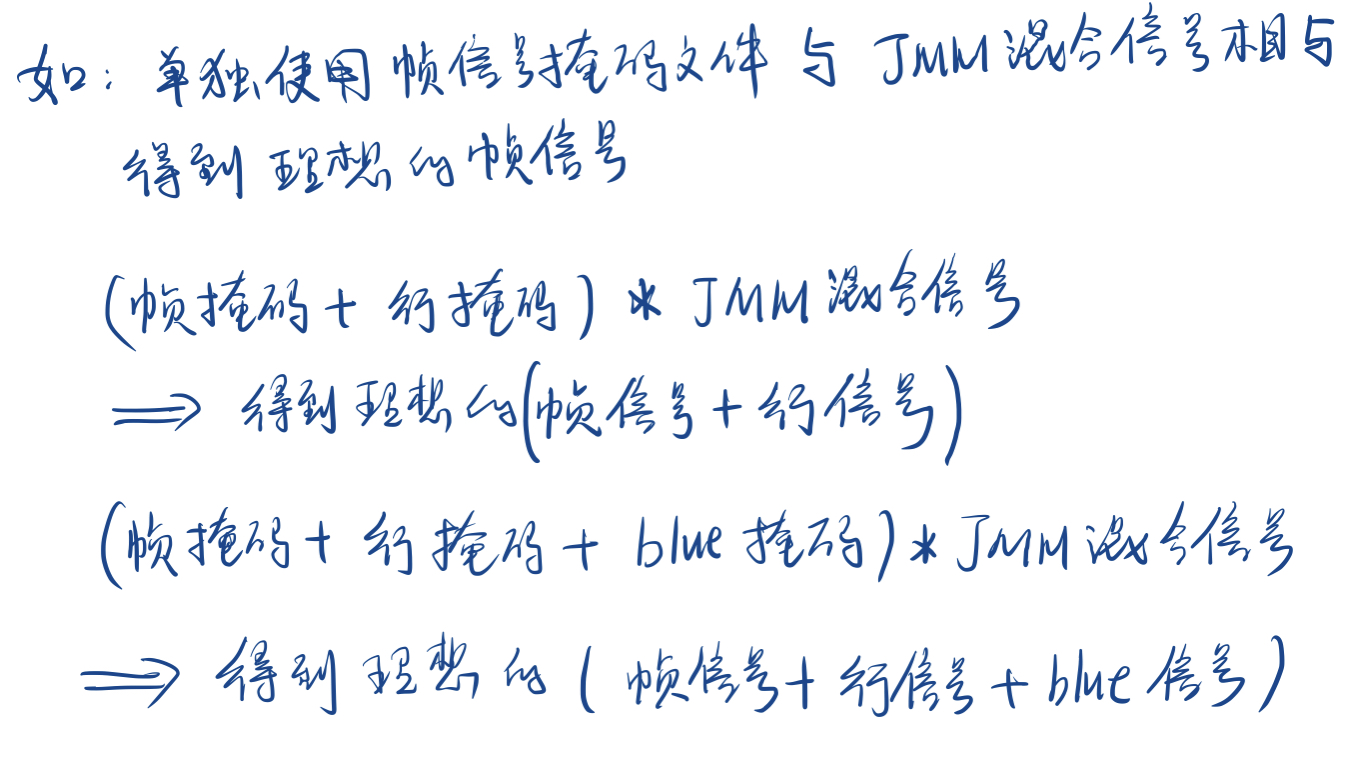 如：单独使用帧信号掩码文件 与 JMM混合信号相与
得到理想的帧信号
(帧掩码 + 行掩码) * JMM混合信号
⟹ 得到理想的(帧信号 + 行信号)
(帧掩码 + 行掩码 + blue掩码) * JMM混合信号
⟹ 得到理想的 (帧信号 + 行信号 + blue信号)